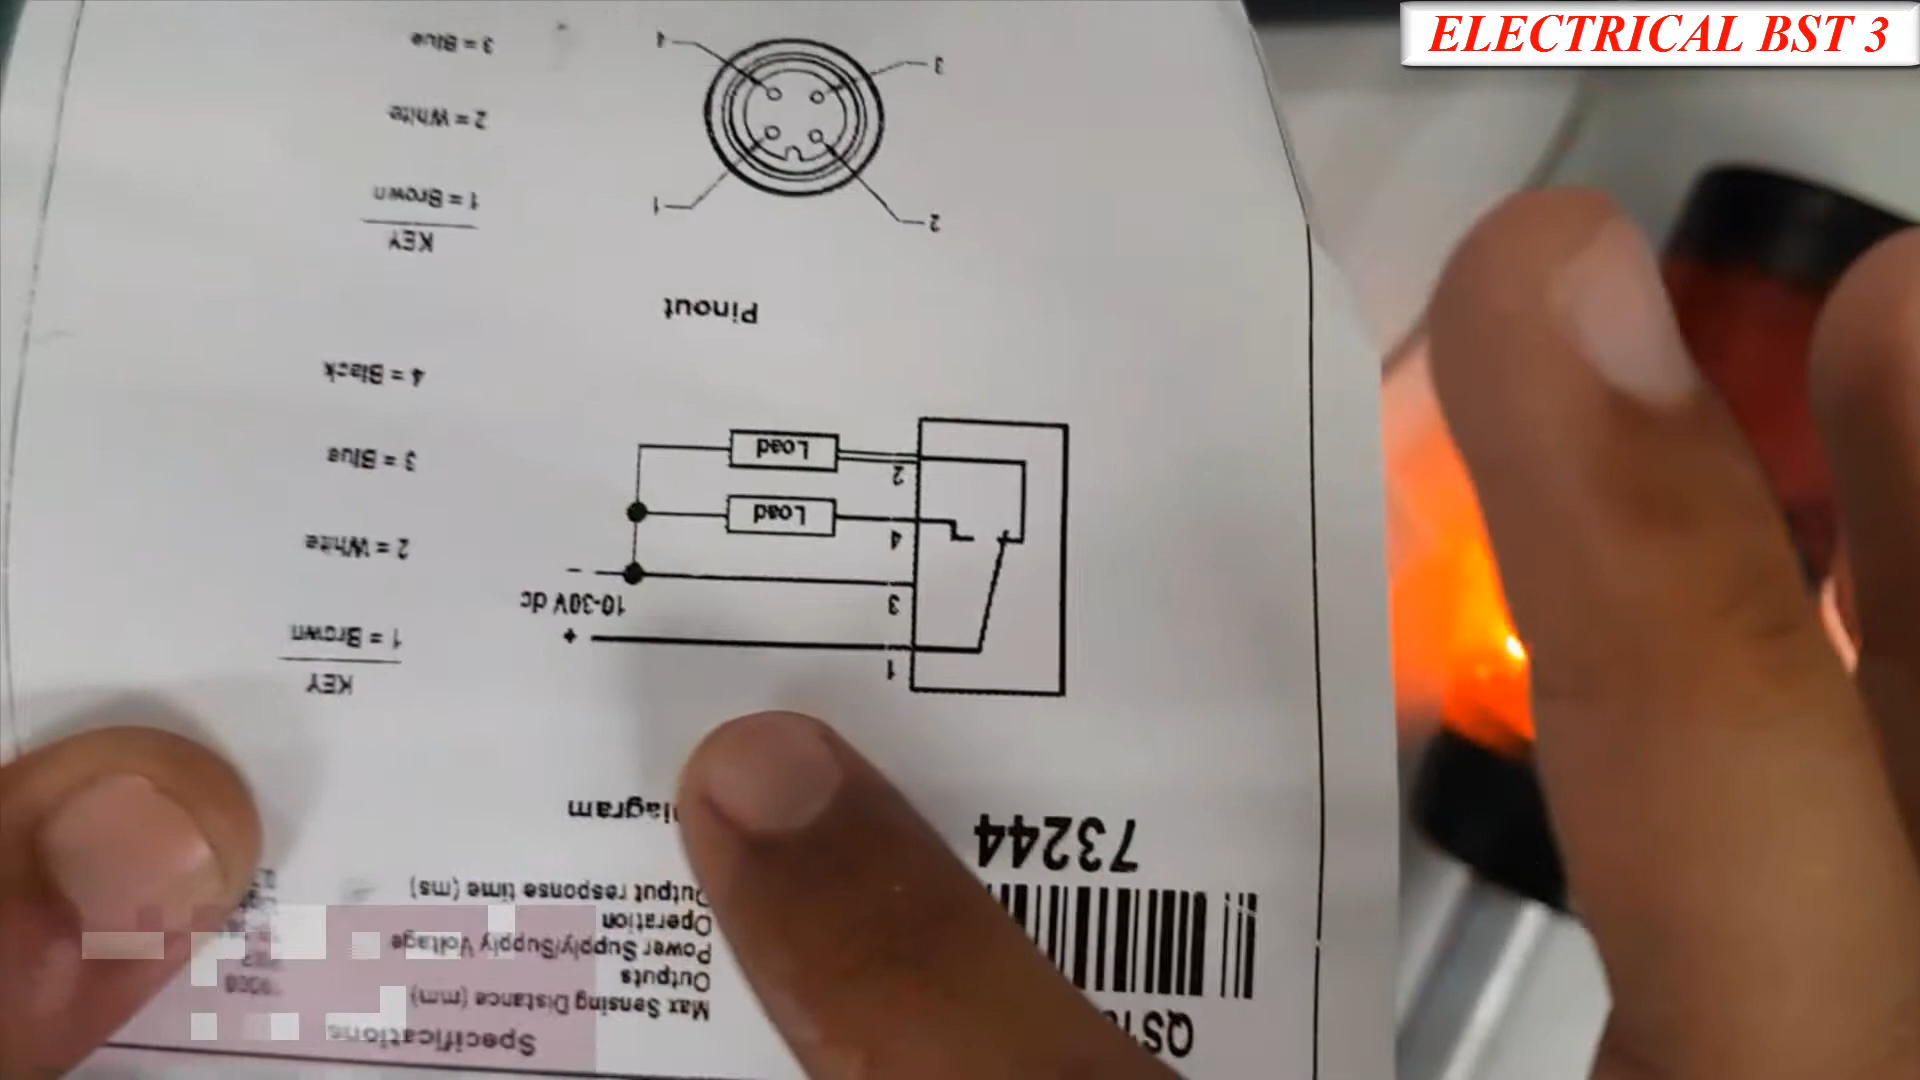 ELECTRICAL BST 3
Specifications
Max Sensing Distance (mm)
Outputs
Power Supply/Supply Voltage
Operation
Output response time (ms)
73244
KEY
1 = Brown
2 = White
3 = Blue
4 = Black
1
+
10-30V dc
3
-
4
Load
2
Load
Pinout
KEY
1 = Brown
2 = White
3 = Blue
2
1
3
4